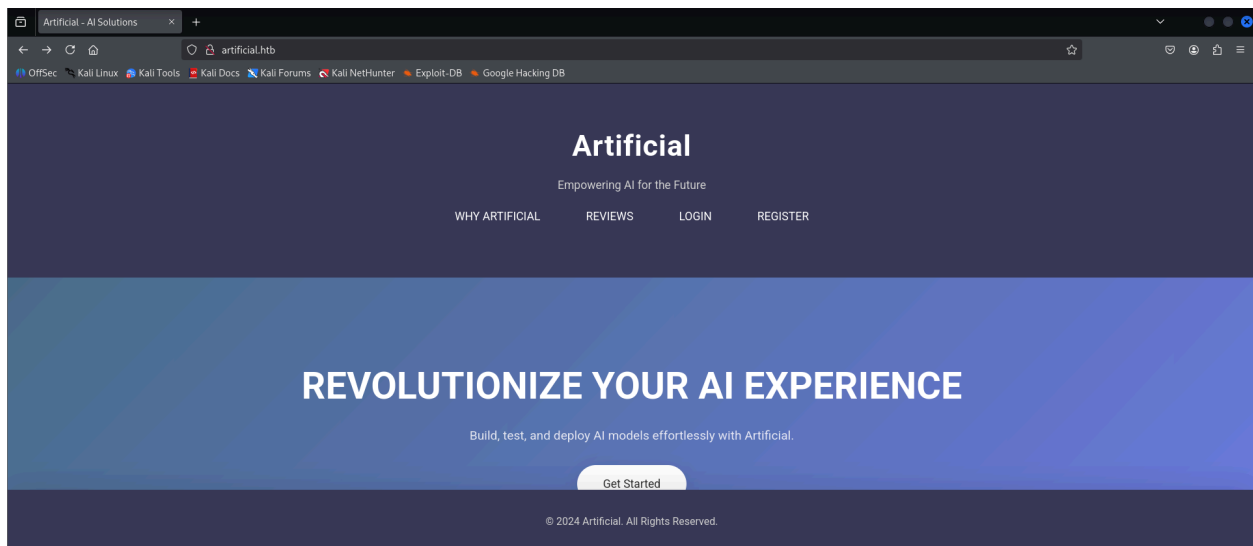 Artificial - AI Solutions
artificial.htb
OffSec Kali Linux Kali Tools Kali Docs Kali Forums Kali NetHunter Exploit-DB Google Hacking DB
Artificial
Empowering AI for the Future
WHY ARTIFICIAL REVIEWS LOGIN REGISTER
REVOLUTIONIZE YOUR AI EXPERIENCE
Build, test, and deploy AI models effortlessly with Artificial.
Get Started
© 2024 Artificial. All Rights Reserved.